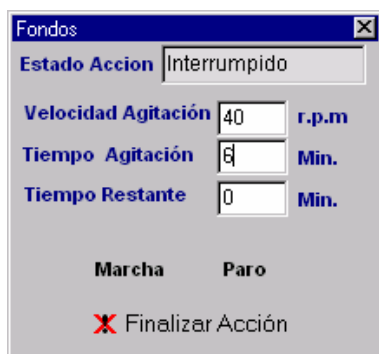 Fondos
Estado Accion Interrumpido
Velocidad Agitación 40 r.p.m
Tiempo Agitación 6 Min.
Tiempo Restante 0 Min.
Marcha Paro
Finalizar Acción